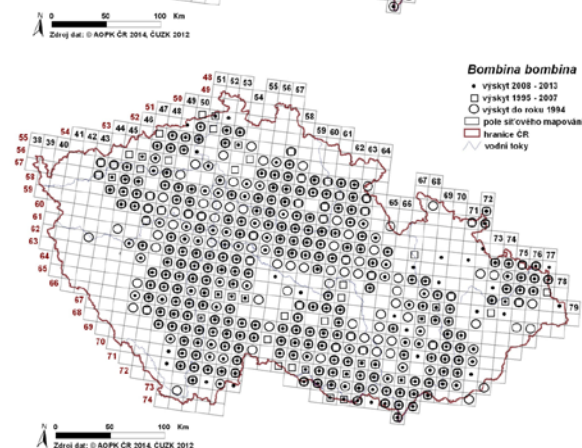 N
0 50 100 Km
Zdroj dat: © AOPK ČR 2014, ČUZK 2012
Bombina bombina
výskyt 2008 - 2013
výskyt 1995 - 2007
výskyt do roku 1994
pole síťového mapování
hranice ČR
vodní toky
48 51 52 53 54 55 56 57
49
50 49 50
51 47 48
52 46
53 44 45
54 41 42 43
55 38 39 40
56
57
58
59
60
61
62
63
64
65
66
67
68
69
70
71
72
73
74
58 59 60 61
62 63 64
65 66
67 68
69 70
71 72
73 74
75 76 77
78
79
N
0 50 100 Km
Zdroj dat: © AOPK ČR 2014, ČUZK 2012